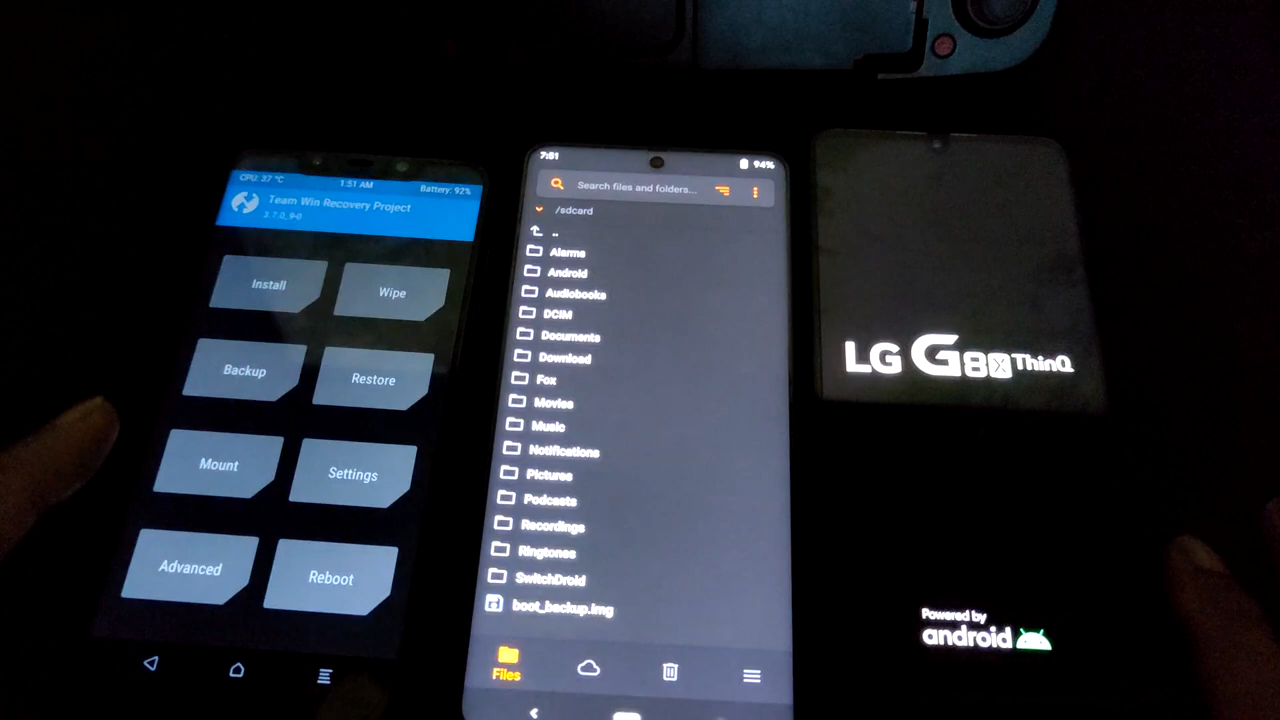 CPU: 37 °C
1:51 AM
Battery: 92%
Team Win Recovery Project
3.7.0_9-0
Install
Wipe
Backup
Restore
Mount
Settings
Advanced
Reboot
7:51
94%
Search files and folders...
/sdcard
..
Alarms
Android
Audiobooks
DCIM
Documents
Download
Fox
Movies
Music
Notifications
Pictures
Podcasts
Recordings
Ringtones
SwitchDroid
boot_backup.img
Files
LG G8X ThinQ
Powered by
android